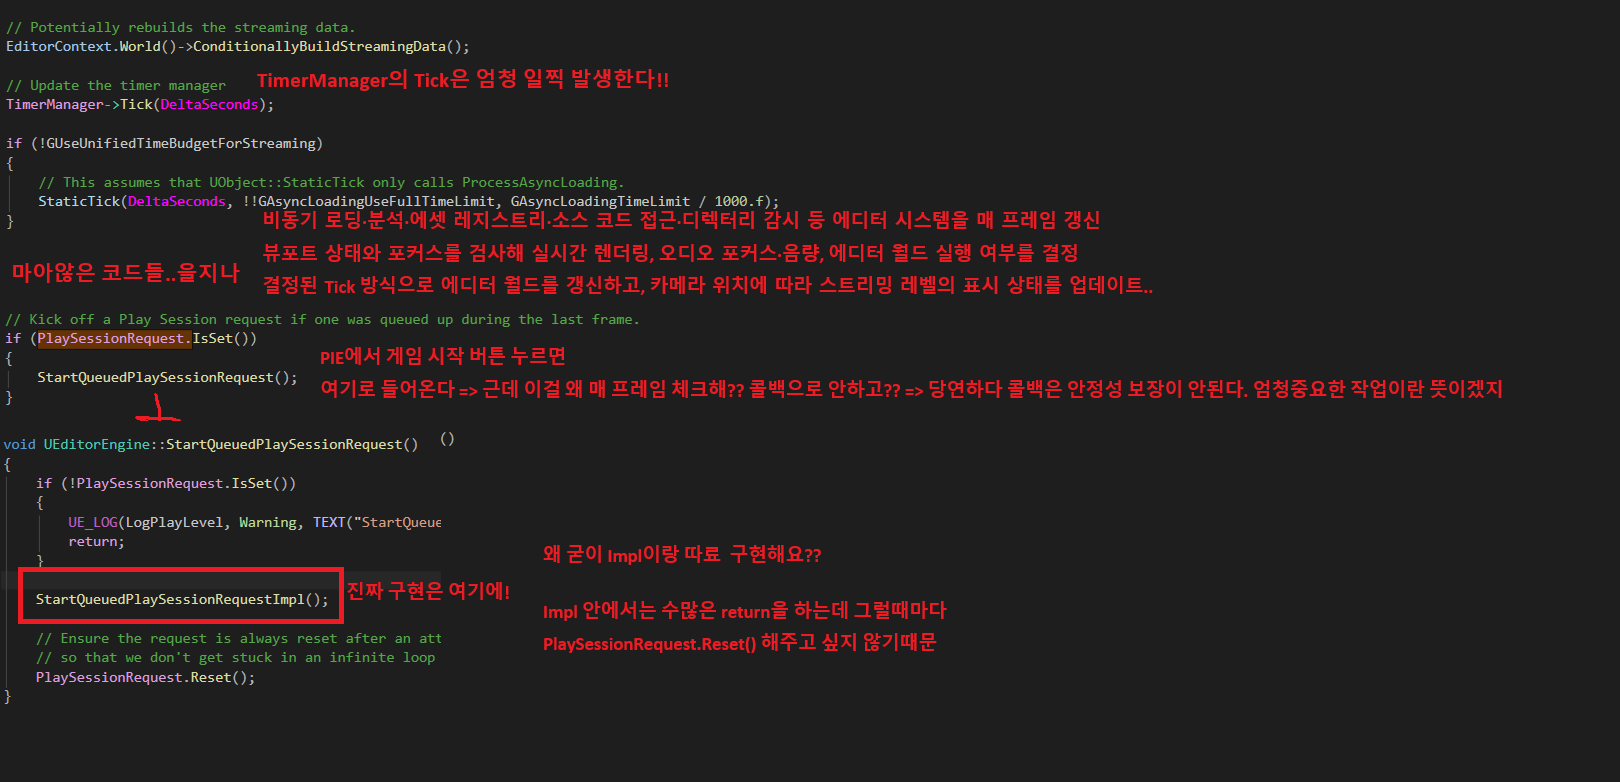 // Potentially rebuilds the streaming data.
EditorContext.World()->ConditionallyBuildStreamingData();
// Update the timer manager
TimerManager의 Tick은 엄청 일찍 발생한다!!
TimerManager->Tick(DeltaSeconds);
if (!GUseUnifiedTimeBudgetForStreaming)
{
// This assumes that UObject::StaticTick only calls ProcessAsyncLoading.
StaticTick(DeltaSeconds, !!GAsyncLoadingUseFullTimeLimit, GAsyncLoadingTimeLimit / 1000.f);
}
비동기 로딩·분석·에셋 레지스트리·소스 코드 접근·디렉터리 감시 등 에디터 시스템을 매 프레임 갱신
뷰포트 상태와 포커스를 검사해 실시간 렌더링, 오디오 포커스·음량, 에디터 월드 실행 여부를 결정
마아않은 코드들..을지나
결정된 Tick 방식으로 에디터 월드를 갱신하고, 카메라 위치에 따라 스트리밍 레벨의 표시 상태를 업데이트..
// Kick off a Play Session request if one was queued up during the last frame.
if (PlaySessionRequest.IsSet())
{
PIE에서 게임 시작 버튼 누르면
StartQueuedPlaySessionRequest();
여기로 들어온다 => 근데 이걸 왜 매 프레임 체크해?? 콜백으로 안하고?? => 당연하다 콜백은 안정성 보장이 안된다. 엄청중요한 작업이란 뜻이겠지
}
void UEditorEngine::StartQueuedPlaySessionRequest() ()
{
if (!PlaySessionRequest.IsSet())
{
UE_LOG(LogPlayLevel, Warning, TEXT("StartQueue
return;
}
왜 굳이 Impl이랑 따료 구현해요??
StartQueuedPlaySessionRequestImpl();
진짜 구현은 여기에!
Impl 안에서는 수많은 return을 하는데 그럴때마다
// Ensure the request is always reset after an att
PlaySessionRequest.Reset() 해주고 싶지 않기때문
// so that we don't get stuck in an infinite loop
PlaySessionRequest.Reset();
}